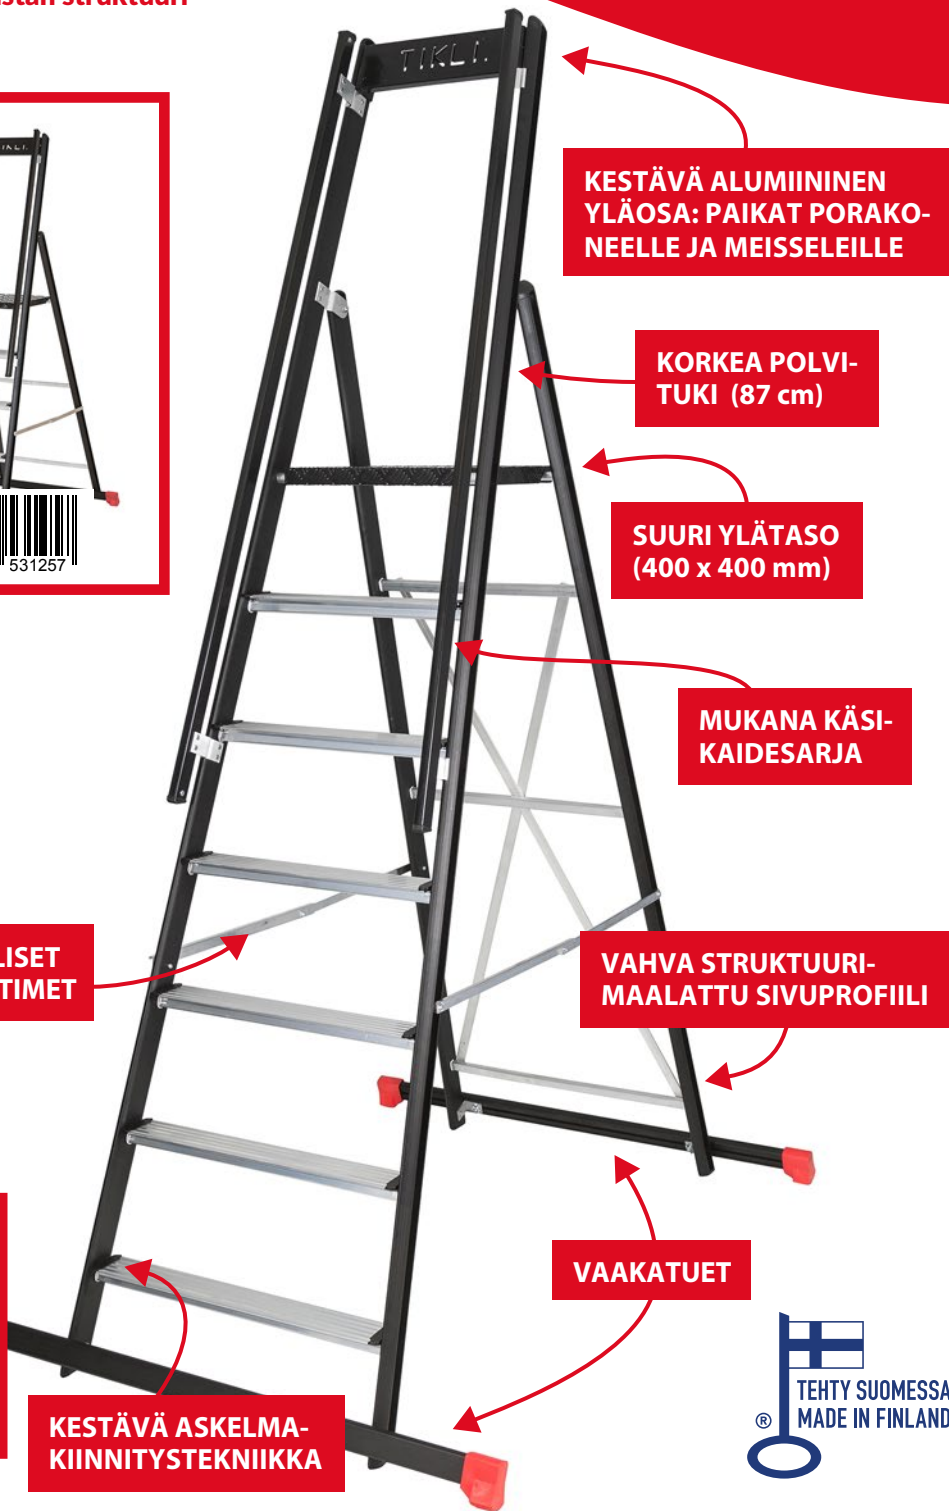 struktuuri
TIKLI.
KESTÄVÄ ALUMIININEN
YLÄOSA: PAIKAT PORAKO-
NEELLE JA MEISSELEILLE
TIKLI.
KORKEA POLVI-
TUKI (87 cm)
SUURI YLÄTASO
(400 x 400 mm)
531257
MUKANA KÄSI-
KAIDESARJA
LISET
TIMET
VAHVA STRUKTUURI-
MAALATTU SIVUPROFIILI
VAAKATUET
TEHTY SUOMESSA
® MADE IN FINLAND
KESTÄVÄ ASKELMA-
KIINNITYSTEKNIIKKA